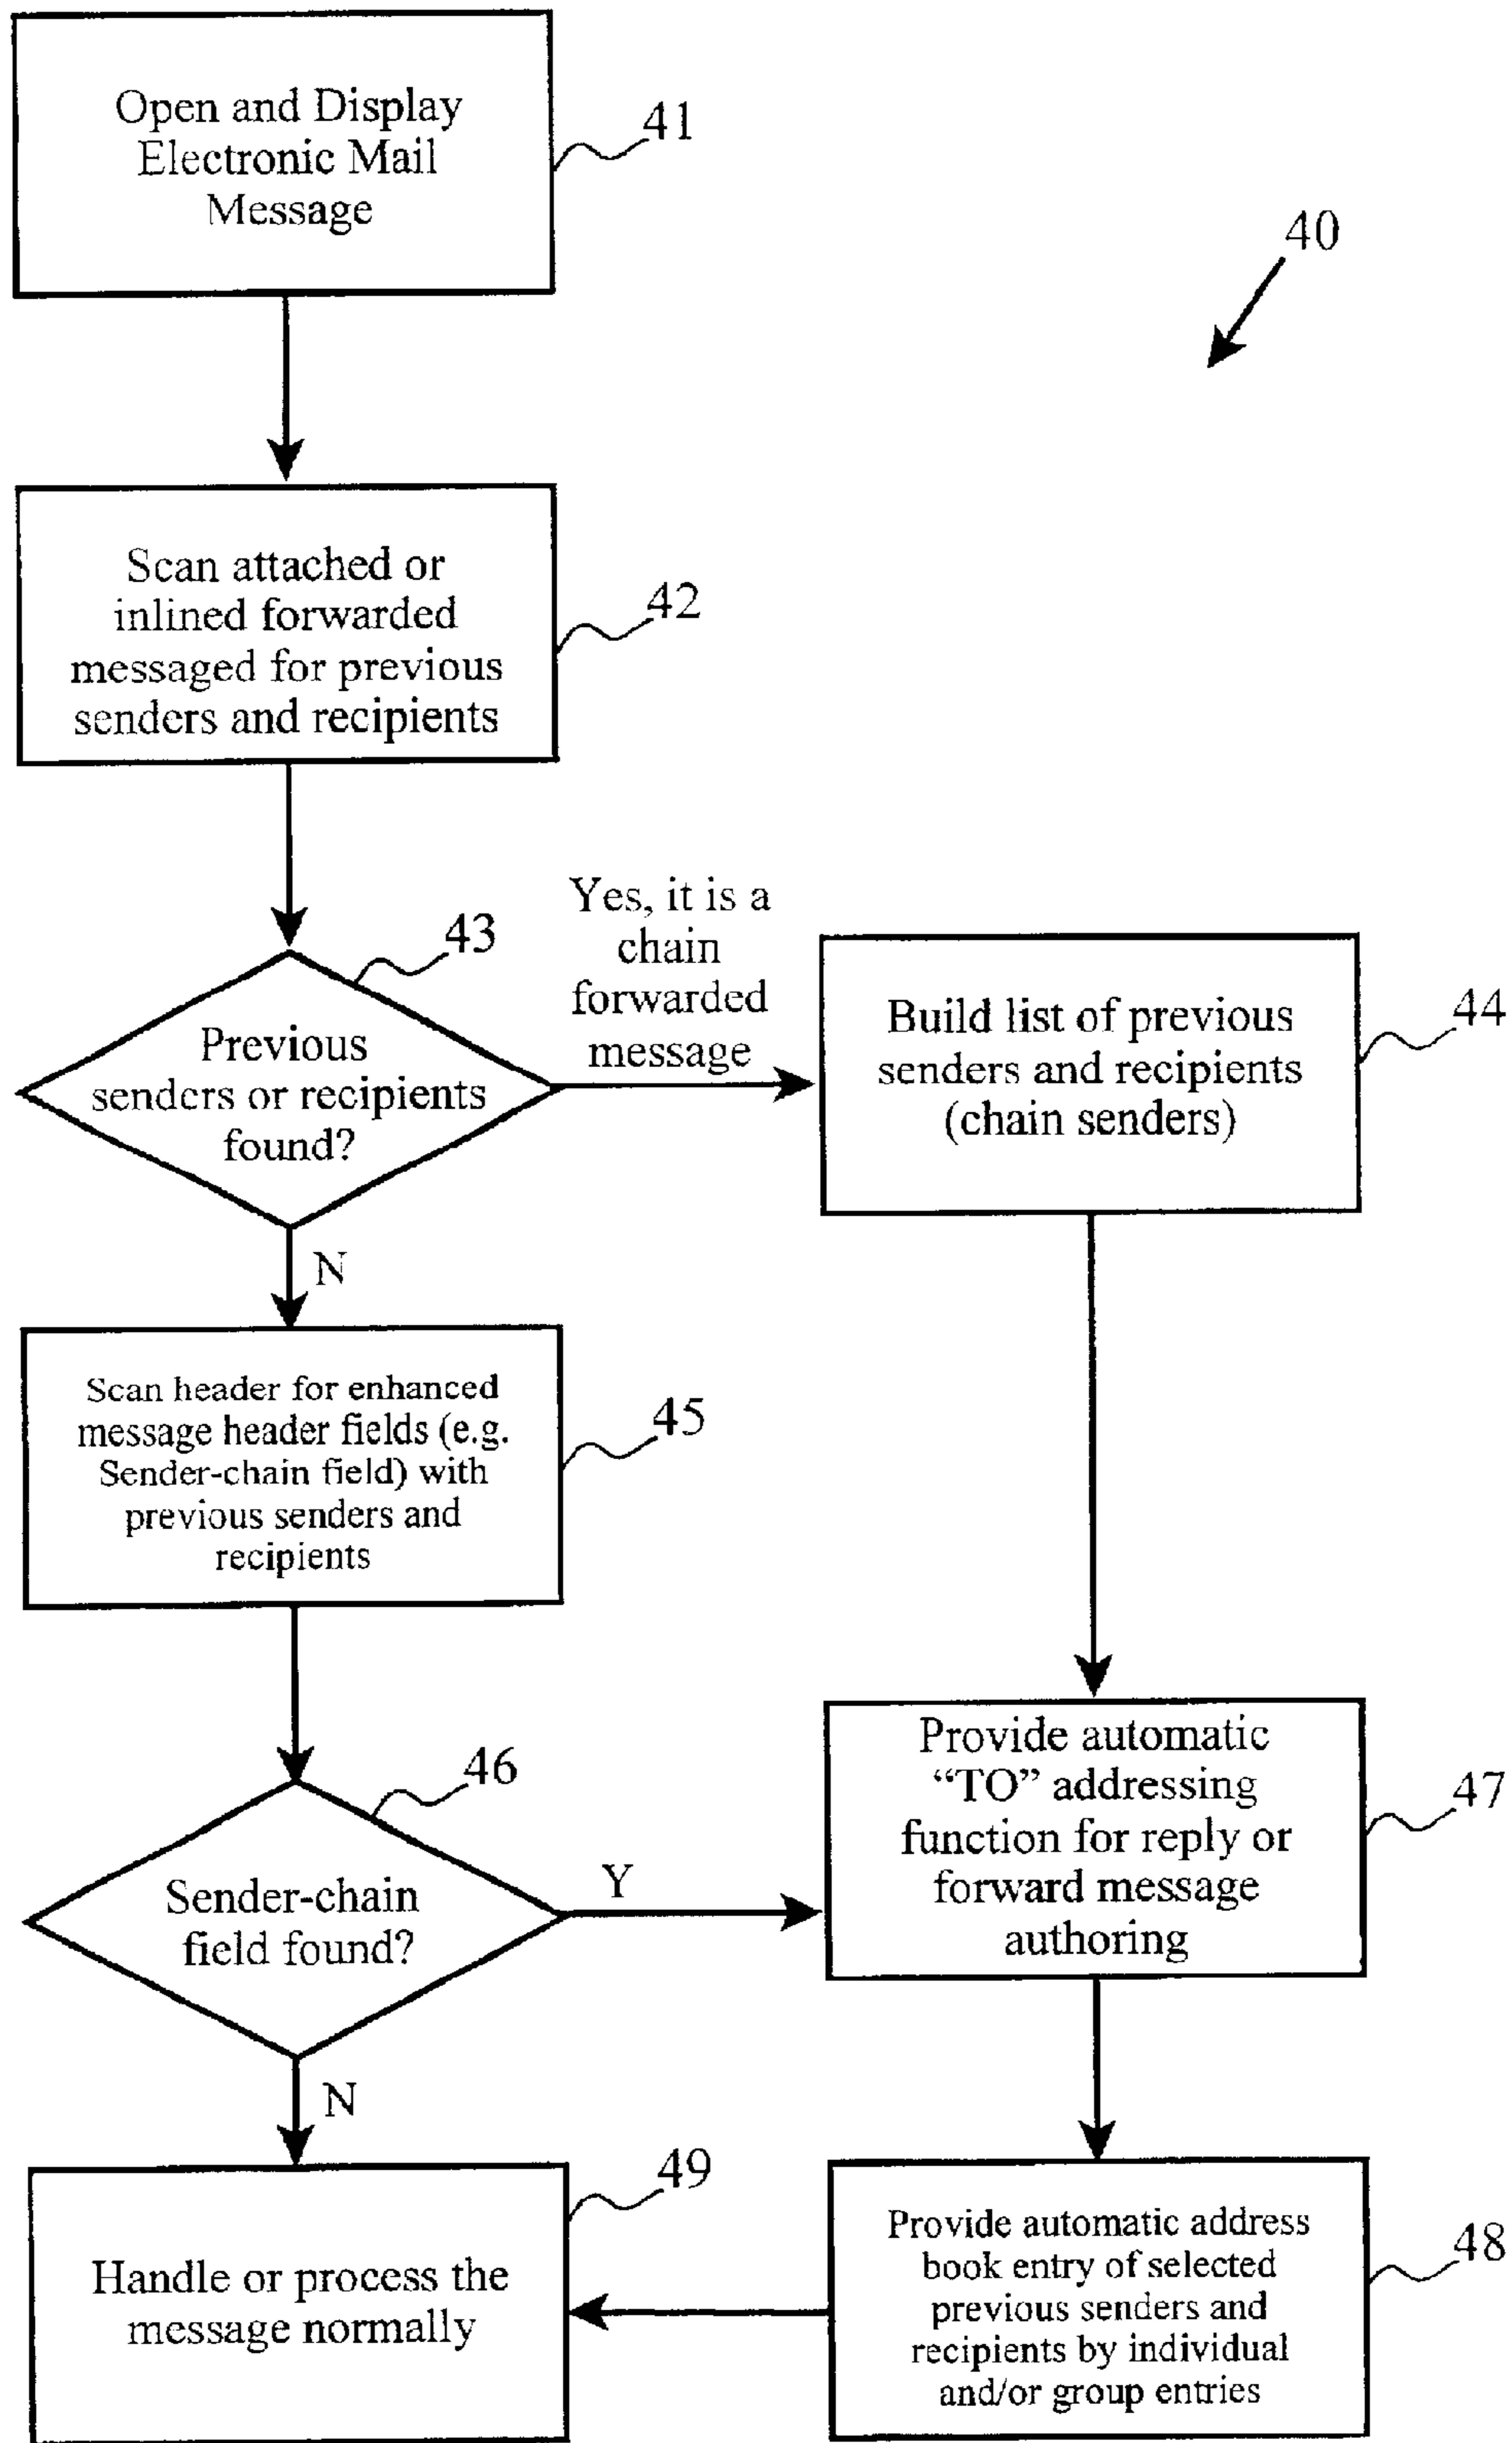 Open and Display
Electronic Mail
Message
41
40
Scan attached or
inlined forwarded
messaged for previous
senders and recipients
42
43
Previous
senders or recipients
found?
Yes, it is a
chain
forwarded
message
Build list of previous
senders and recipients
(chain senders)
44
N
Scan header for enhanced
message header fields (e.g.
Sender-chain field) with
previous senders and
recipients
45
46
Sender-chain
field found?
Y
Provide automatic
“TO” addressing
function for reply or
forward message
authoring
47
N
Handle or process the
message normally
49
Provide automatic address
book entry of selected
previous senders and
recipients by individual
and/or group entries
48